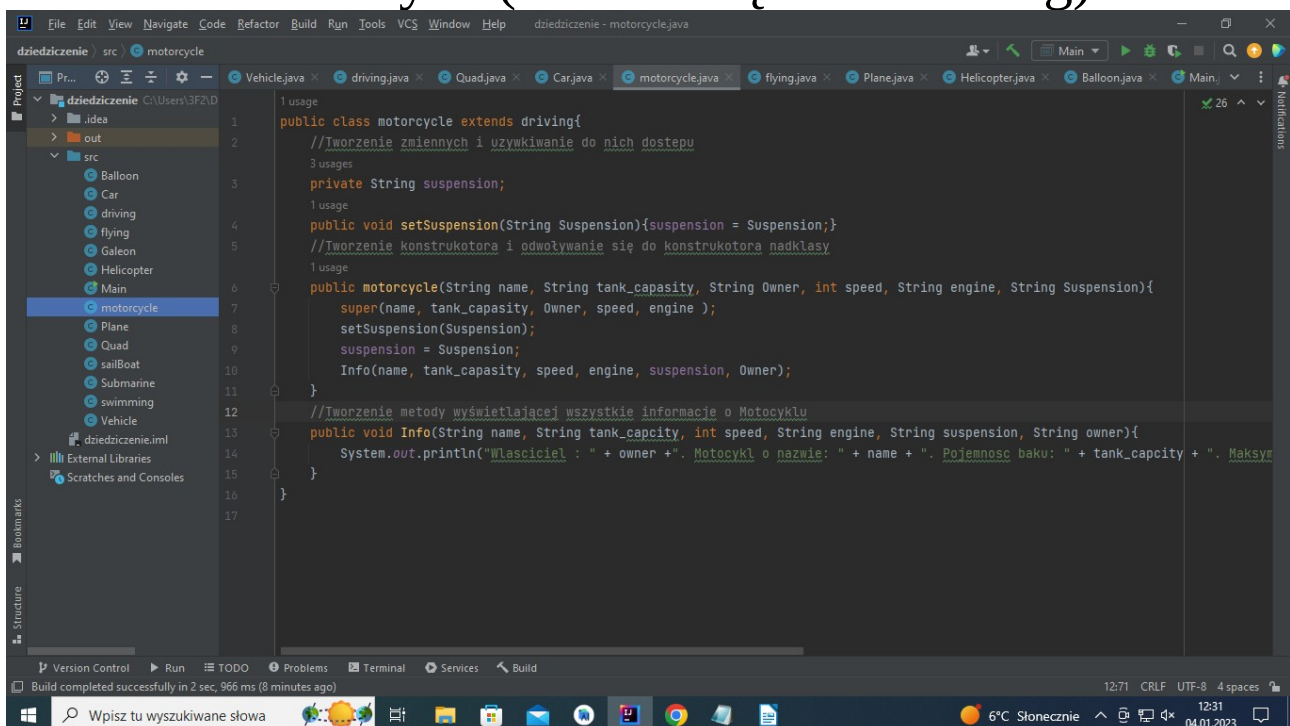 File Edit View Navigate Code Refactor Build Run Tools VCS Window Help dziedziczenie - motorcycle.java
dziedziczenie src motorcycle Main
Pr... Vehicle.java driving.java Quad.java Car.java motorcycle.java flying.java Plane.java Helicopter.java Balloon.java Main.j
Project
Notifications
Bookmarks
Structure
dziedziczenie C:\Users\3F2\D
.idea
out
src
Balloon
Car
driving
flying
Galeon
Helicopter
Main
motorcycle
Plane
Quad
sailBoat
Submarine
swimming
Vehicle
dziedziczenie.iml
External Libraries
Scratches and Consoles
1 usage 26
1 public class motorcycle extends driving{
2 //Tworzenie zmiennych i uzywkiwanie do nich dostepu
3 usages
3 private String suspension;
1 usage
4 public void setSuspension(String Suspension){suspension = Suspension;}
5 //Tworzenie konstrukotora i odwoływanie się do konstrukotora nadklasy
1 usage
6 public motorcycle(String name, String tank_capasity, String Owner, int speed, String engine, String Suspension){
7 super(name, tank_capasity, Owner, speed, engine );
8 setSuspension(Suspension);
9 suspension = Suspension;
10 Info(name, tank_capasity, speed, engine, suspension, Owner);
11 }
12 //Tworzenie metody wyświetlającej wszystkie informacje o Motocyklu
13 public void Info(String name, String tank_capcity, int speed, String engine, String suspension, String owner){
14 System.out.println("Wlasciciel : " + owner +". Motocykl o nazwie: " + name + ". Pojemnosc baku: " + tank_capcity + ". Maksym
15 }
16 }
17
Version Control Run TODO Problems Terminal Services Build
Build completed successfully in 2 sec, 966 ms (8 minutes ago) 12:71 CRLF UTF-8 4 spaces
Wpisz tu wyszukiwane słowa 6°C Słonecznie 12:31
04.01.2023